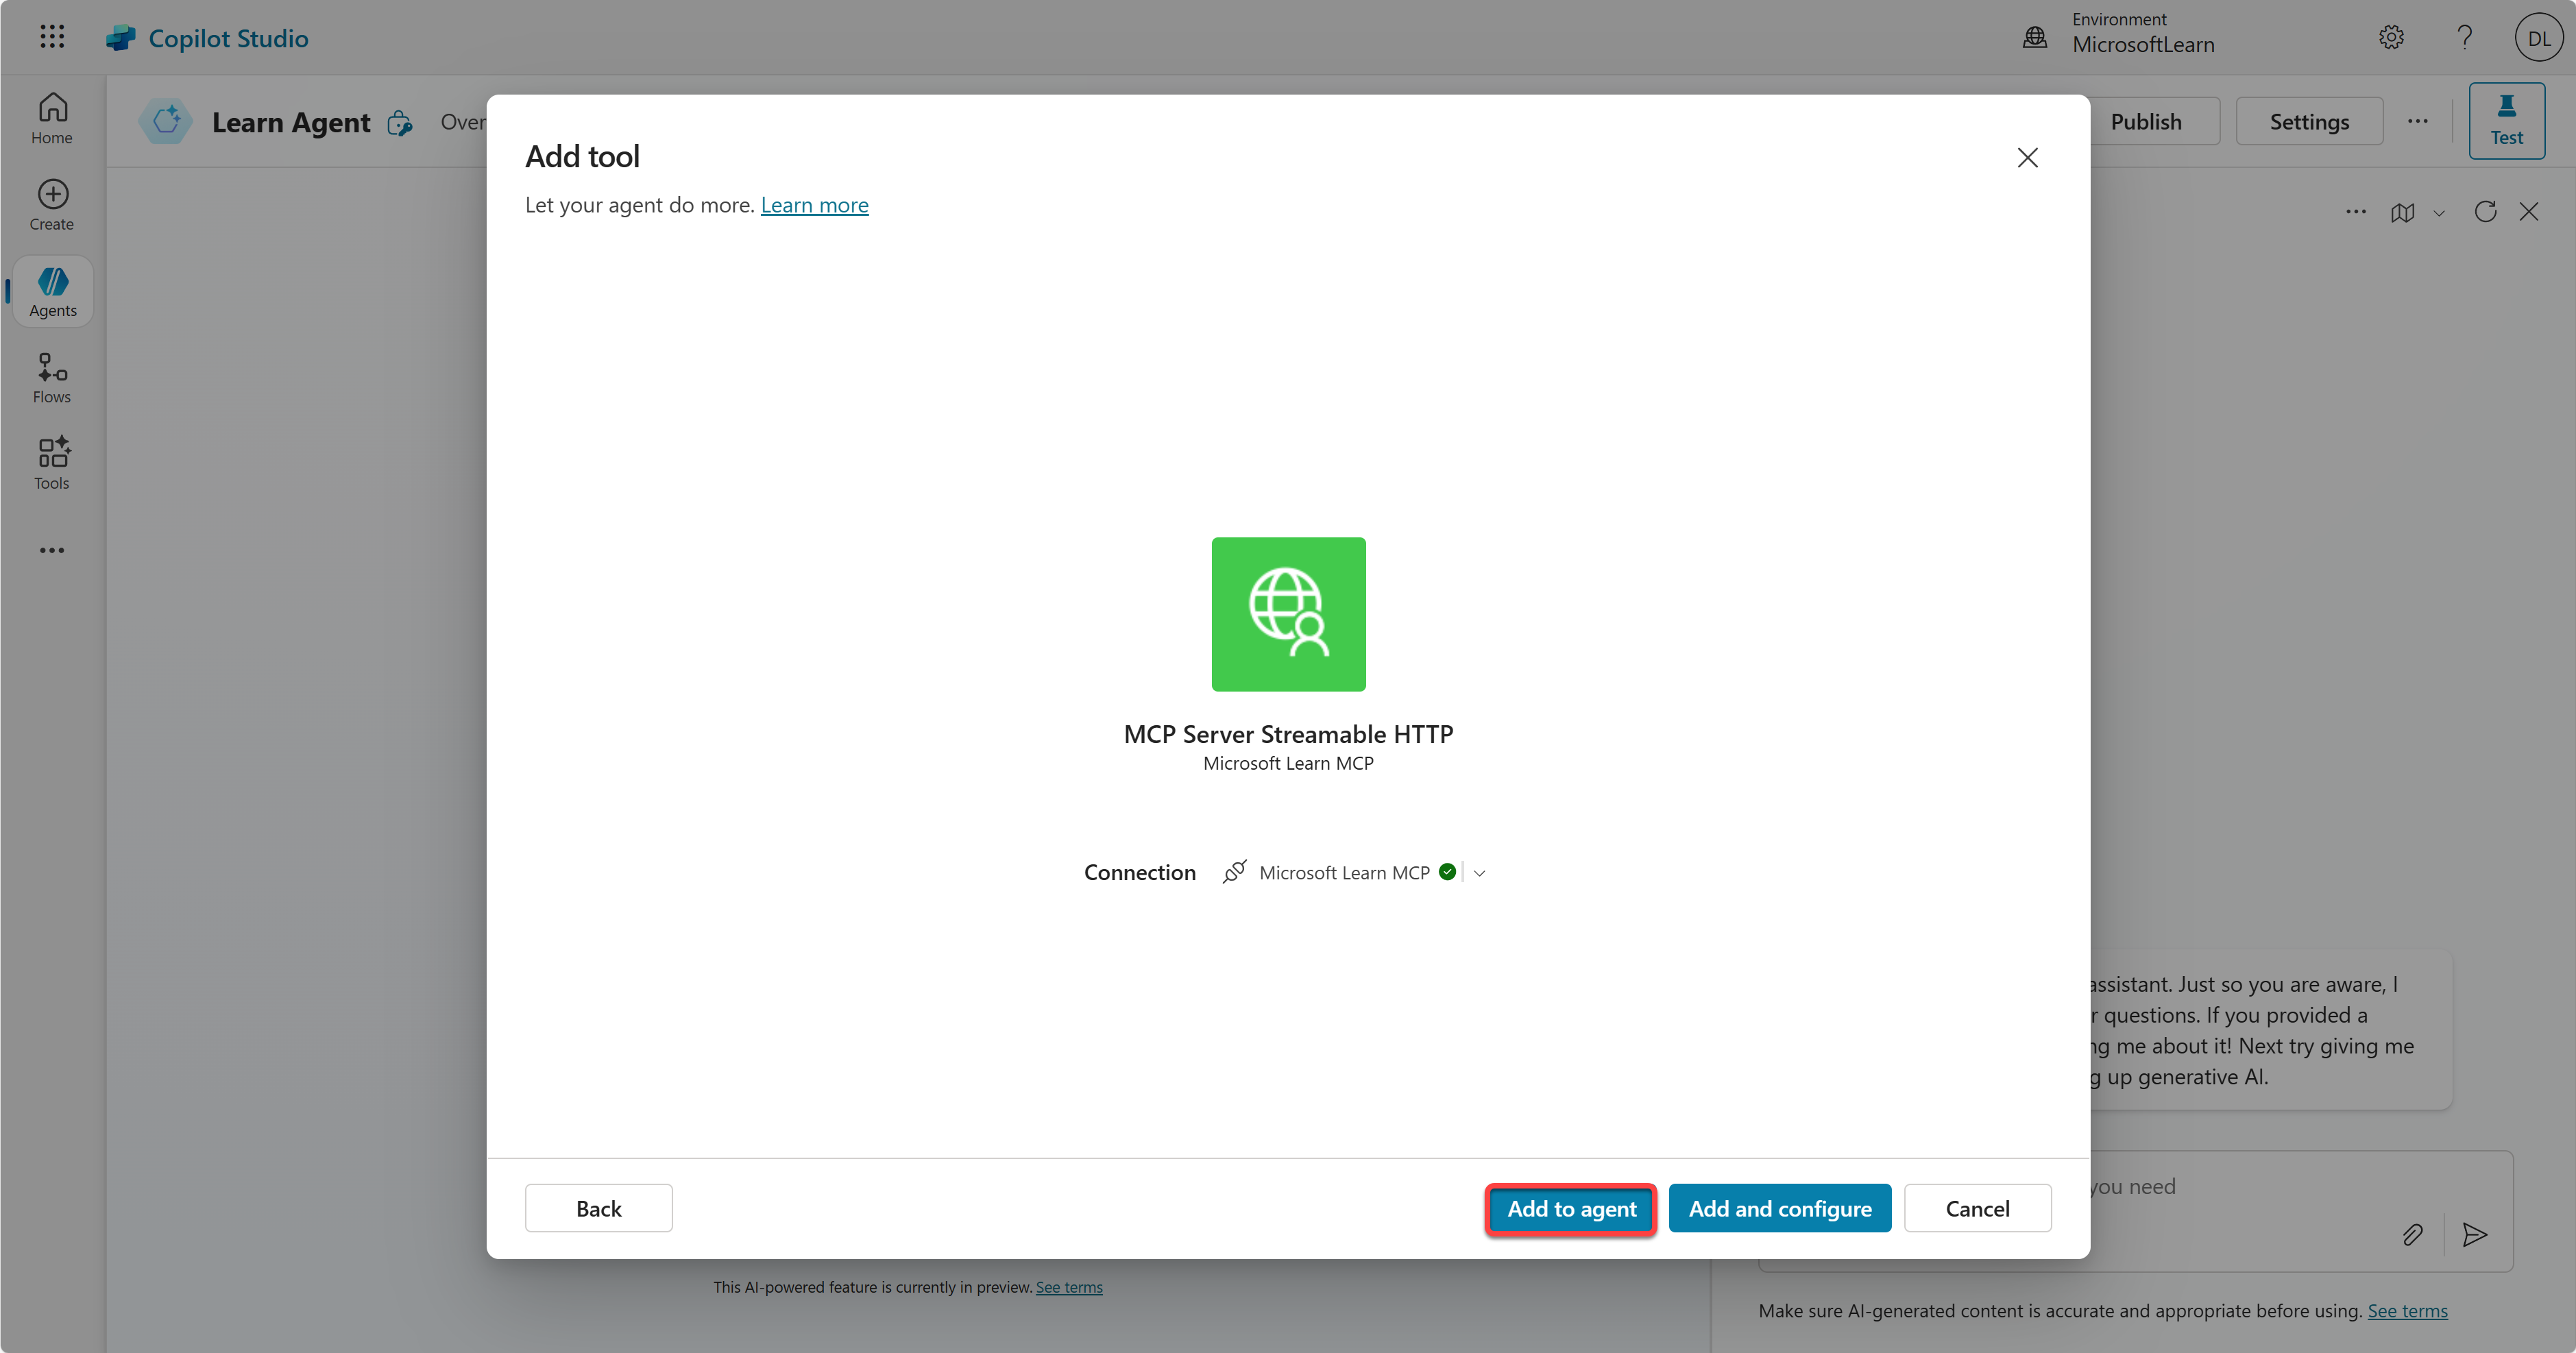 Copilot Studio
Environment
MicrosoftLearn
DL
Home
Create
Agents
Flows
Tools
Learn Agent
Over
Publish
Settings
Test
Add tool
Let your agent do more. Learn more
MCP Server Streamable HTTP
Microsoft Learn MCP
Connection Microsoft Learn MCP
Back
Add to agent
Add and configure
Cancel
assistant. Just so you are aware, I
r questions. If you provided a
ng me about it! Next try giving me
g up generative AI.
you need
This AI-powered feature is currently in preview. See terms
Make sure AI-generated content is accurate and appropriate before using. See terms